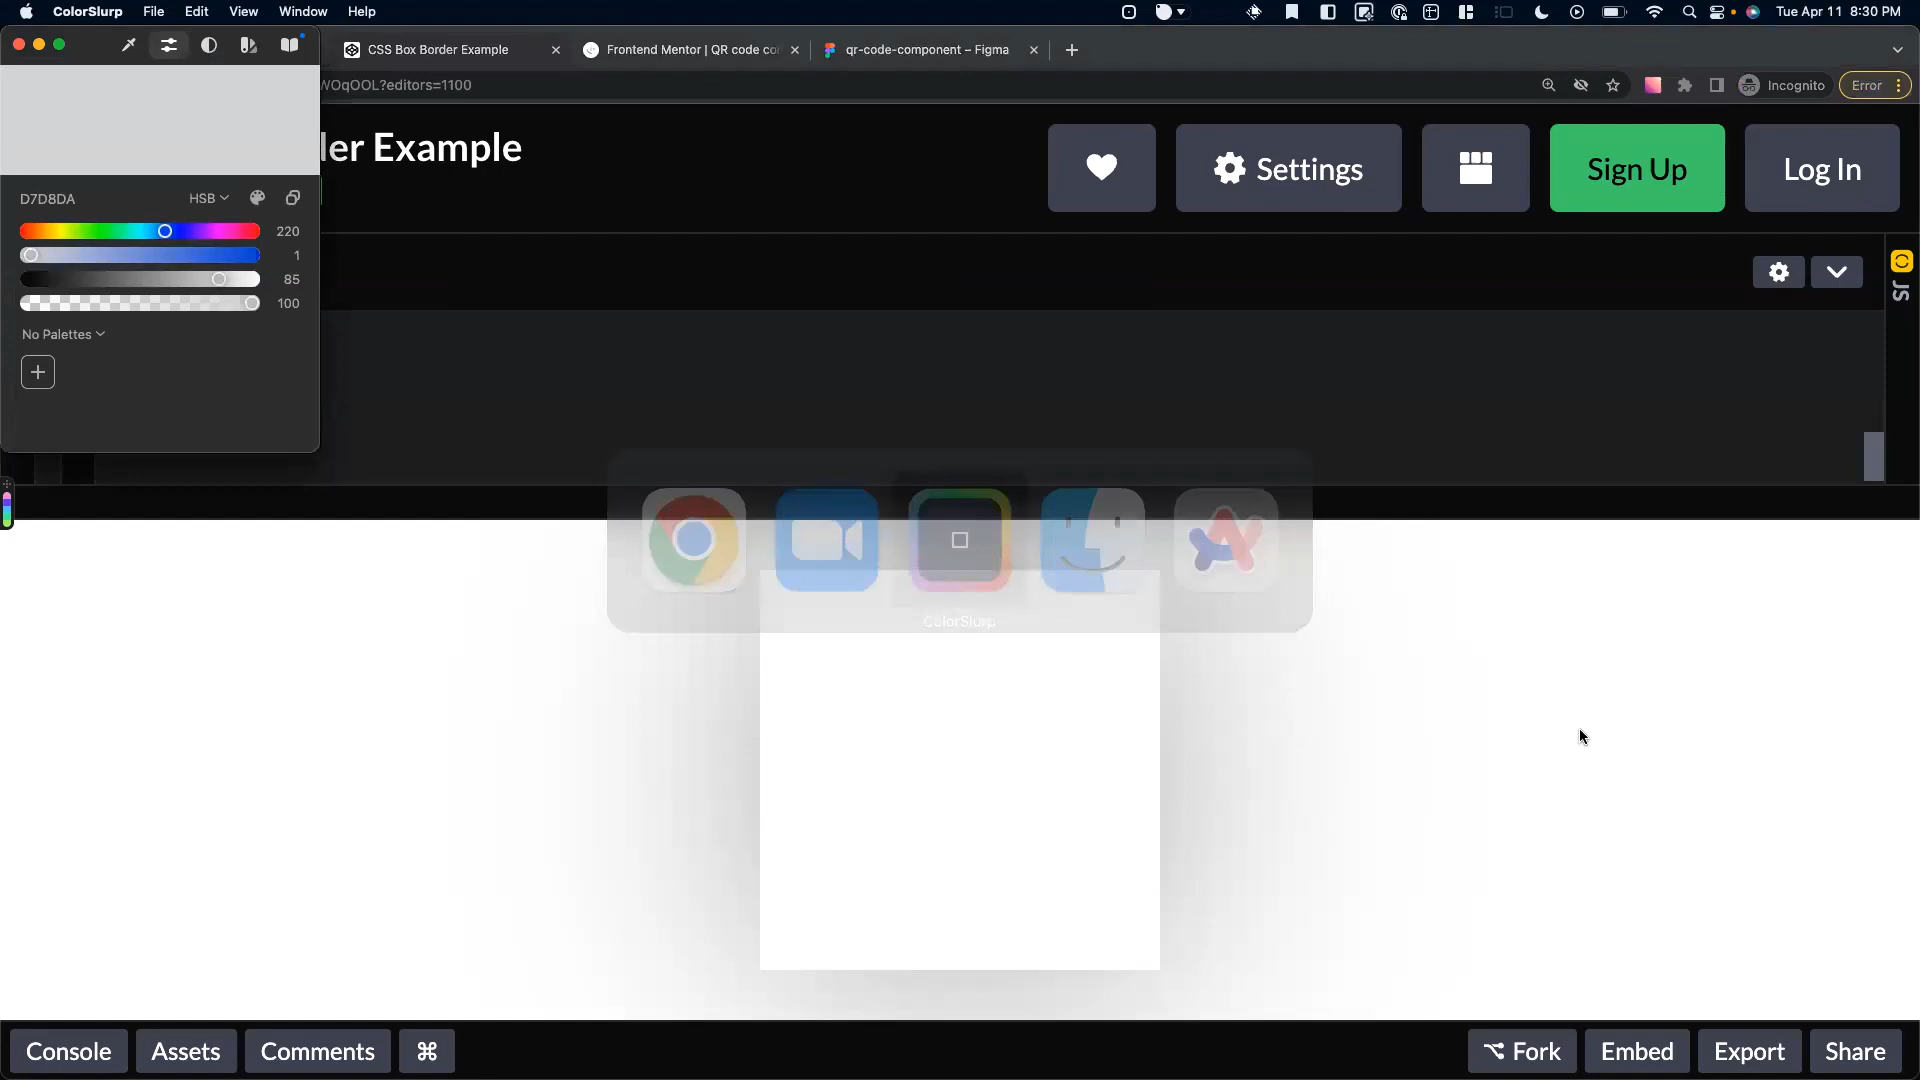 ColorSlurp File Edit View Window Help Tue Apr 11 8:30 PM
CSS Box Border Example Frontend Mentor | QR code co qr-code-component – Figma
WOqOOL?editors=1100 Incognito Error
ler Example Settings Sign Up Log In
D7D8DA HSB
220
1
85
100
No Palettes
JS
ColorSlurp
Console Assets Comments ⌘ Fork Embed Export Share